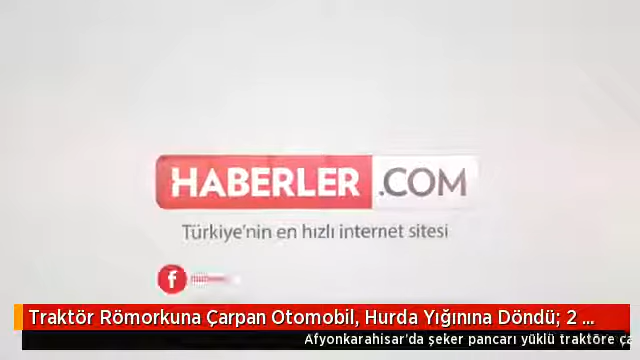 HABERLER.COM
Türkiye'nin en hızlı internet sitesi
f
Traktör Römorkuna Çarpan Otomobil, Hurda Yığınına Döndü; 2 ...
Afyonkarahisar'da şeker pancarı yüklü traktöre ça